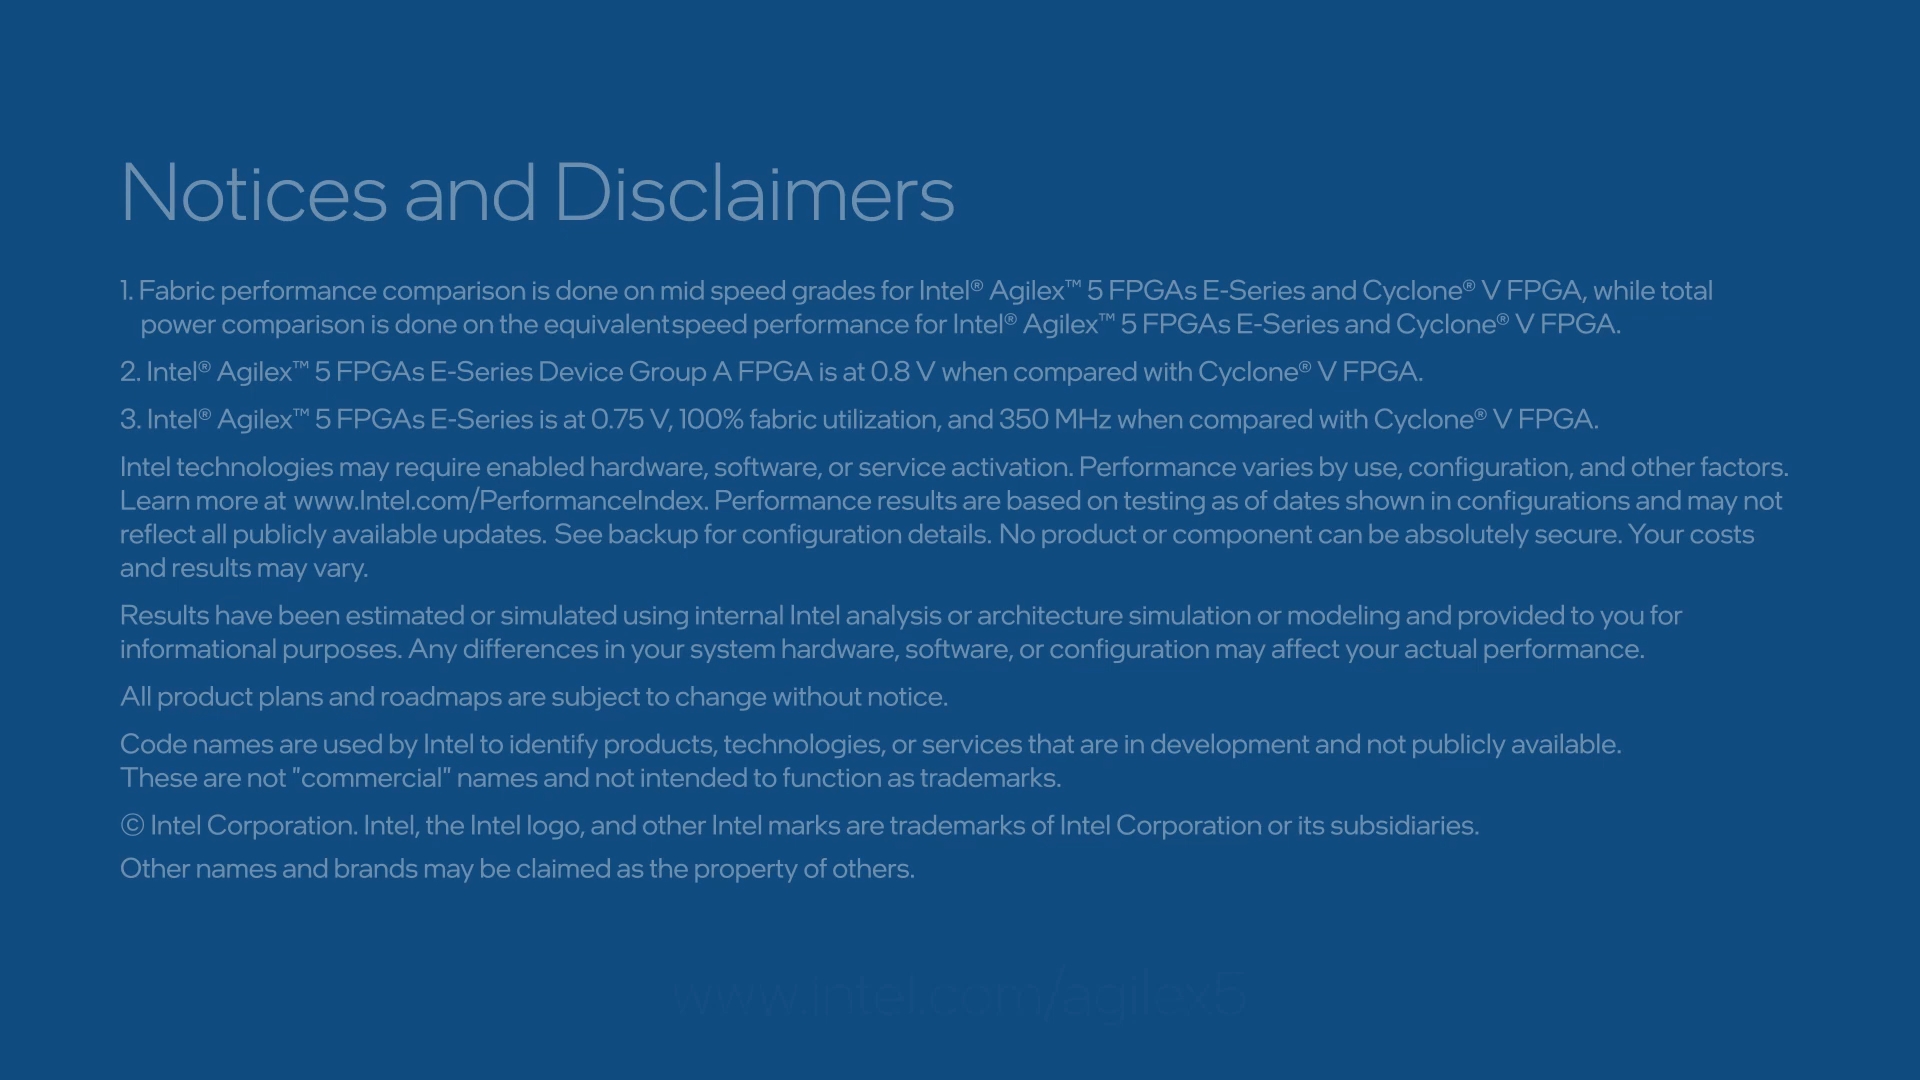 Notices and Disclaimers
1. Fabric performance comparison is done on mid speed grades for Intel® Agilex™ 5 FPGAs E-Series and Cyclone® V FPGA, while total
power comparison is done on the equivalent speed performance for Intel® Agilex™ 5 FPGAs E-Series and Cyclone® V FPGA.
2. Intel® Agilex™ 5 FPGAs E-Series Device Group A FPGA is at 0.8 V when compared with Cyclone® V FPGA.
3. Intel® Agilex™ 5 FPGAs E-Series is at 0.75 V, 100% fabric utilization, and 350 MHz when compared with Cyclone® V FPGA.
Intel technologies may require enabled hardware, software, or service activation. Performance varies by use, configuration, and other factors.
Learn more at www.Intel.com/PerformanceIndex. Performance results are based on testing as of dates shown in configurations and may not
reflect all publicly available updates. See backup for configuration details. No product or component can be absolutely secure. Your costs
and results may vary.
Results have been estimated or simulated using internal Intel analysis or architecture simulation or modeling and provided to you for
informational purposes. Any differences in your system hardware, software, or configuration may affect your actual performance.
All product plans and roadmaps are subject to change without notice.
Code names are used by Intel to identify products, technologies, or services that are in development and not publicly available.
These are not "commercial" names and not intended to function as trademarks.
© Intel Corporation. Intel, the Intel logo, and other Intel marks are trademarks of Intel Corporation or its subsidiaries.
Other names and brands may be claimed as the property of others.
www.intel.com/agilex5